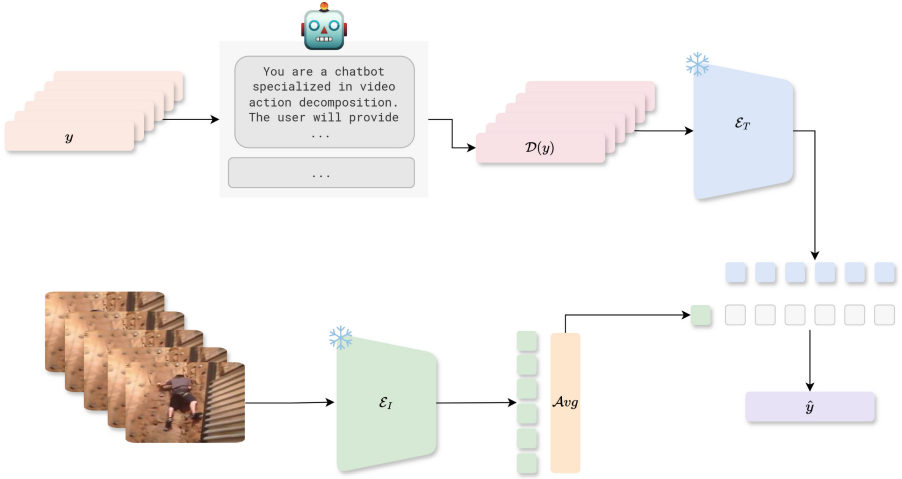 y
You are a chatbot
specialized in video
action decomposition.
The user will provide
...
...
𝒟(y)
ℰ_T
ℰ_I
𝒜vg
ŷ